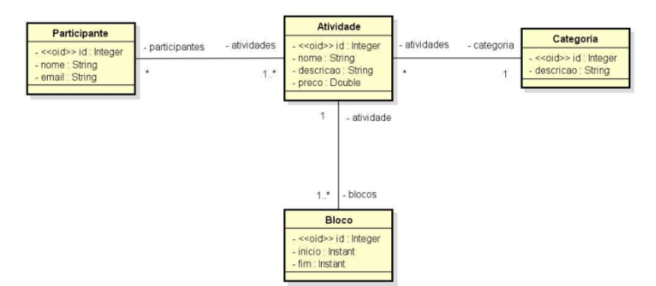 Participante
- <<oid>> id : Integer
- nome : String
- email : String
- participantes
*
- atividades
1..*
Atividade
- <<oid>> id : Integer
- nome : String
- descricao : String
- preco : Double
- atividades
*
- categoria
1
Categoria
- <<oid>> id : Integer
- descricao : String
1
- atividade
1..*
- blocos
Bloco
- <<oid>> id : Integer
- inicio : Instant
- fim : Instant